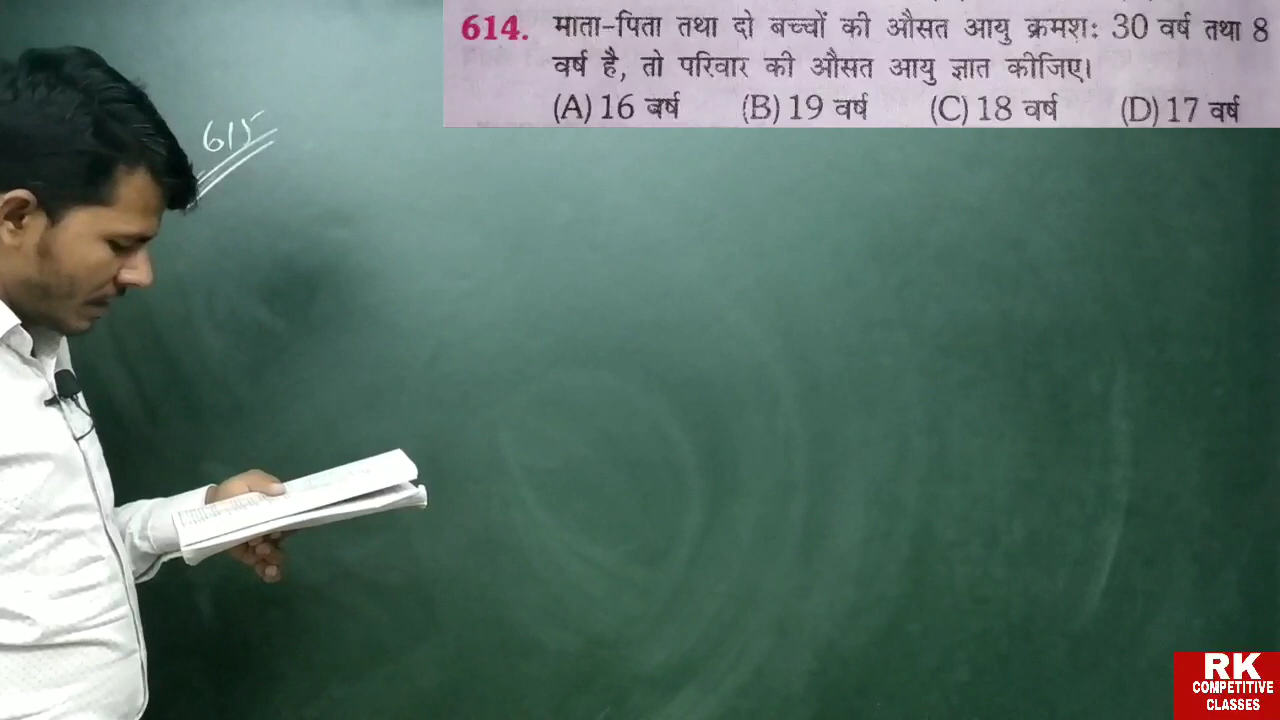 614. माता-पिता तथा दो बच्चों की औसत आयु क्रमशः 30 वर्ष तथा 8
वर्ष है, तो परिवार की औसत आयु ज्ञात कीजिए।
(A) 16 वर्ष (B) 19 वर्ष (C) 18 वर्ष (D) 17 वर्ष
615
RK
COMPETITIVE
CLASSES